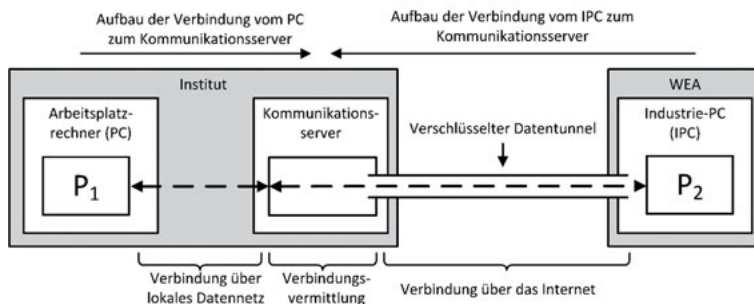 Aufbau der Verbindung vom PC
zum Kommunikationsserver
Aufbau der Verbindung vom IPC zum
Kommunikationsserver
Institut
WEA
Arbeitsplatz-
rechner (PC)
Kommunikations-
server
Verschlüsselter Datentunnel
Industrie-PC
(IPC)
P1
P2
Verbindung über
lokales Datennetz
Verbindungs-
vermittlung
Verbindung über das Internet